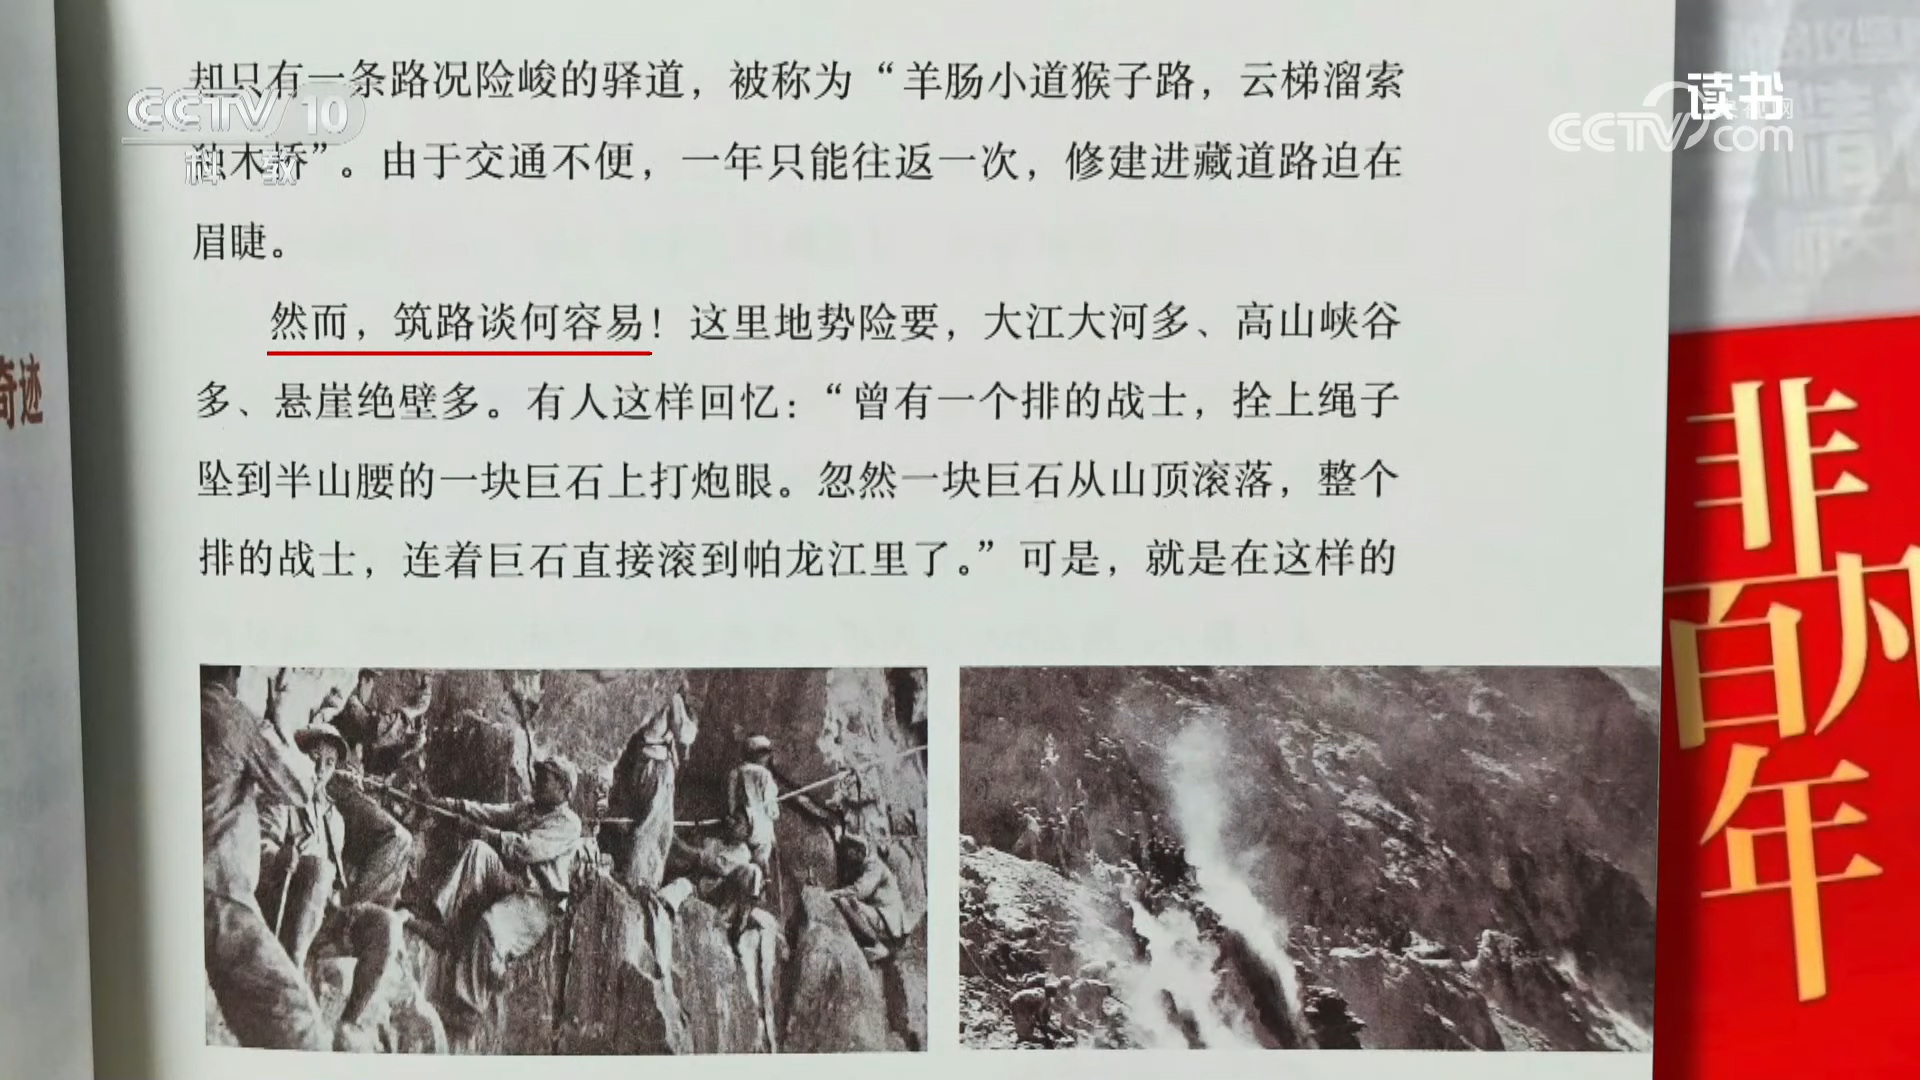 却只有一条路况险峻的驿道，被称为“羊肠小道猴子路，云梯溜索
独木桥”。由于交通不便，一年只能往返一次，修建进藏道路迫在
眉睫。
然而，筑路谈何容易！这里地势险要，大江大河多、高山峡谷
多、悬崖绝壁多。有人这样回忆：“曾有一个排的战士，拴上绳子
坠到半山腰的一块巨石上打炮眼。忽然一块巨石从山顶滚落，整个
排的战士，连着巨石直接滚到帕龙江里了。”可是，就是在这样的
CCTV 10
科教
读书
CCTV.com
奇迹
非凡
百年